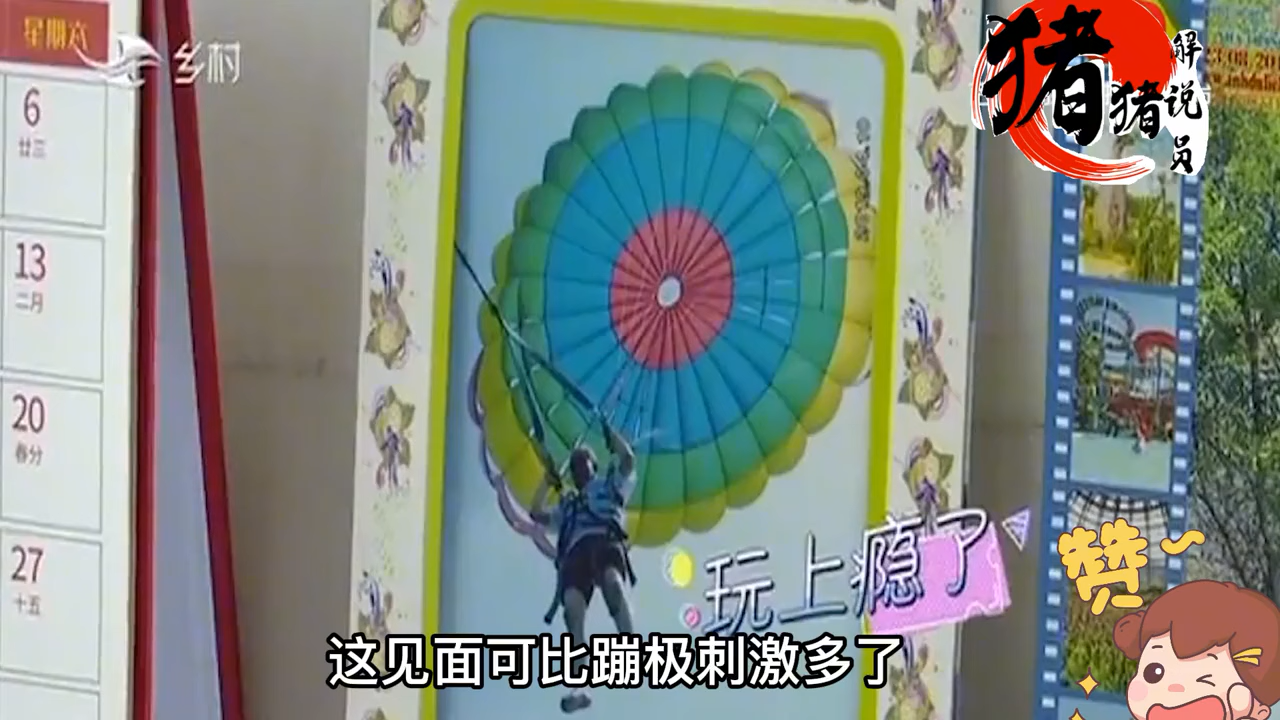 星期六
乡村
6
廿三
13
二月
20
春分
27
十五
猪猪
解说员
玩上瘾了
赞
这见面可比蹦极刺激多了